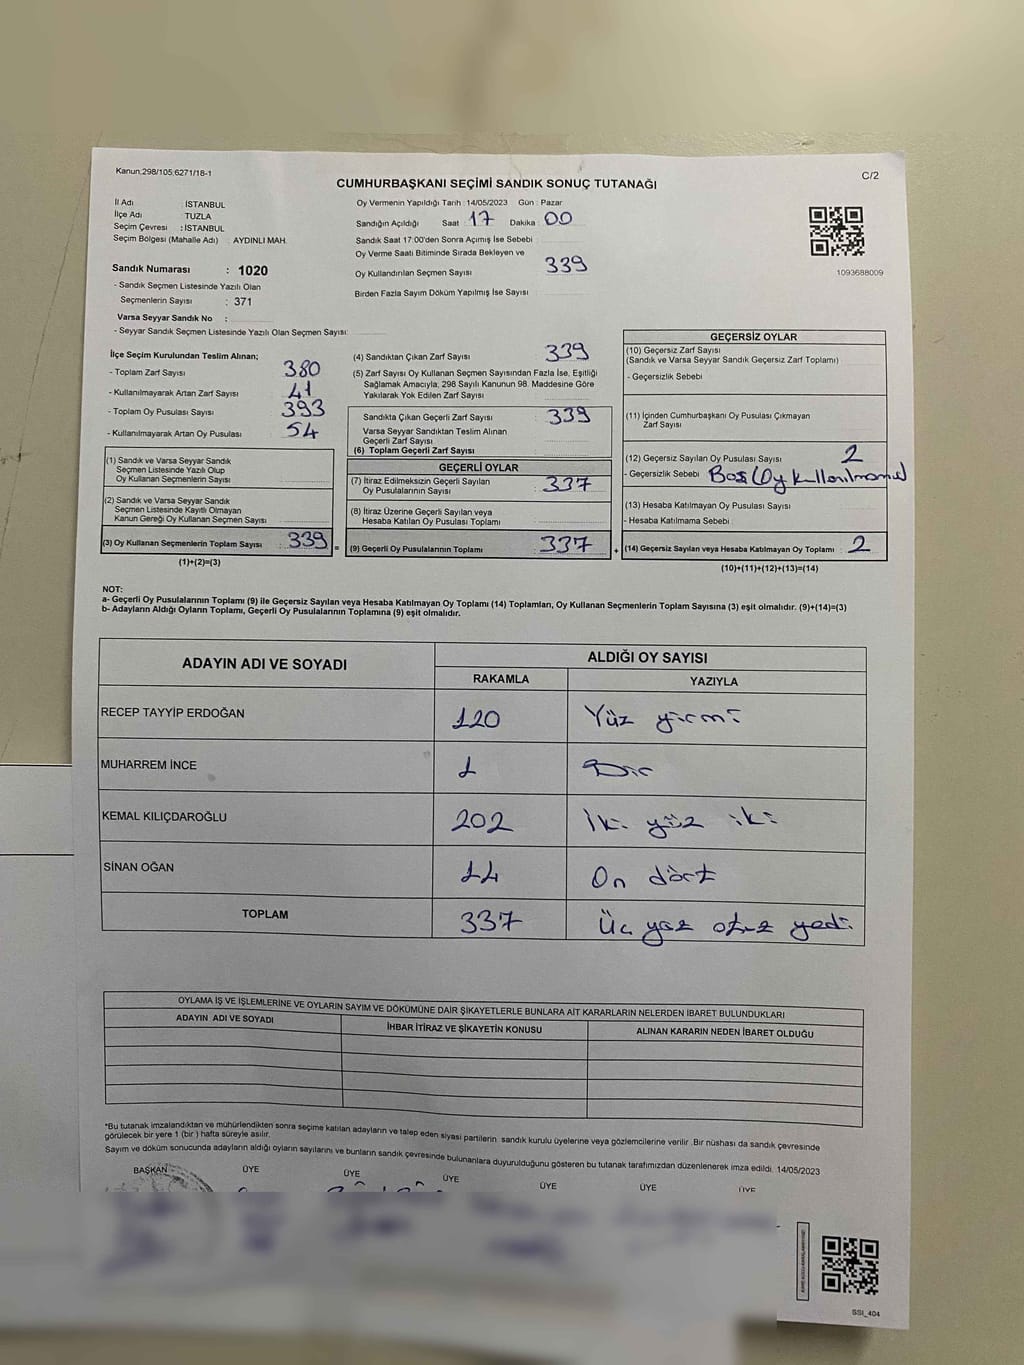 Kanun:298/105;6271/18-1
C/2
CUMHURBAŞKANI SEÇİMİ SANDIK SONUÇ TUTANAĞI
İl Adı : İSTANBUL
İlçe Adı : TUZLA
Seçim Çevresi : İSTANBUL
Seçim Bölgesi (Mahalle Adı) : AYDINLI MAH.
Sandık Numarası : 1020
- Sandık Seçmen Listesinde Yazılı Olan
Seçmenlerin Sayısı : 371
Varsa Seyyar Sandık No :
- Seyyar Sandık Seçmen Listesinde Yazılı Olan Seçmen Sayısı:
Oy Vermenin Yapıldığı Tarih : 14/05/2023 Gün : Pazar
Sandığın Açıldığı Saat : 17 Dakika : 00
Sandık Saat 17:00'den Sonra Açımış İse Sebebi :
Oy Verme Saati Bitiminde Sırada Bekleyen ve
Oy Kullandırılan Seçmen Sayısı : 339
Birden Fazla Sayım Döküm Yapılmış İse Sayısı :
1093688009
İlçe Seçim Kurulundan Teslim Alınan;
- Toplam Zarf Sayısı : 380
- Kullanılmayarak Artan Zarf Sayısı : 41
- Toplam Oy Pusulası Sayısı : 393
- Kullanılmayarak Artan Oy Pusulası : 54
(1) Sandık ve Varsa Seyyar Sandık
Seçmen Listesinde Yazılı Olup
Oy Kullanan Seçmenlerin Sayısı :
(2) Sandık ve Varsa Seyyar Sandık
Seçmen Listesinde Kayıtlı Olmayan
Kanun Gereği Oy Kullanan Seçmen Sayısı :
(3) Oy Kullanan Seçmenlerin Toplam Sayısı : 339 =
(1)+(2)=(3)
(4) Sandıktan Çıkan Zarf Sayısı : 339
(5) Zarf Sayısı Oy Kullanan Seçmen Sayısından Fazla İse, Eşitliği
Sağlamak Amacıyla, 298 Sayılı Kanunun 98. Maddesine Göre
Yakılarak Yok Edilen Zarf Sayısı :
Sandıkta Çıkan Geçerli Zarf Sayısı : 339
Varsa Seyyar Sandıktan Teslim Alınan
Geçerli Zarf Sayısı :
(6) Toplam Geçerli Zarf Sayısı :
GEÇERLİ OYLAR
(7) İtiraz Edilmeksizin Geçerli Sayılan
Oy Pusulalarının Sayısı : 337
(8) İtiraz Üzerine Geçerli Sayılan veya
Hesaba Katılan Oy Pusulası Toplamı :
(9) Geçerli Oy Pusulalarının Toplamı : 337 +
GEÇERSİZ OYLAR
(10) Geçersiz Zarf Sayısı :
(Sandık ve Varsa Seyyar Sandık Geçersiz Zarf Toplamı)
- Geçersizlik Sebebi :
(11) İçinden Cumhurbaşkanı Oy Pusulası Çıkmayan
Zarf Sayısı :
(12) Geçersiz Sayılan Oy Pusulası Sayısı : 2
- Geçersizlik Sebebi : Boş (Oy kullanılmamış)
(13) Hesaba Katılmayan Oy Pusulası Sayısı :
- Hesaba Katılmama Sebebi :
(14) Geçersiz Sayılan veya Hesaba Katılmayan Oy Toplamı : 2
(10)+(11)+(12)+(13)=(14)
NOT:
a- Geçerli Oy Pusulalarının Toplamı (9) ile Geçersiz Sayılan veya Hesaba Katılmayan Oy Toplamı (14) Toplamları, Oy Kullanan Seçmenlerin Toplam Sayısına (3) eşit olmalıdır. (9)+(14)=(3)
b- Adayların Aldığı Oyların Toplamı, Geçerli Oy Pusulalarının Toplamına (9) eşit olmalıdır.
ADAYIN ADI VE SOYADI ALDIĞI OY SAYISI
RAKAMLA YAZIYLA
RECEP TAYYİP ERDOĞAN 120 Yüz yirmi
MUHARREM İNCE 1 Bir
KEMAL KILIÇDAROĞLU 202 İki yüz iki
SİNAN OĞAN 14 On dört
TOPLAM 337 Üç yüz otuz yedi
OYLAMA İŞ VE İŞLEMLERİNE VE OYLARIN SAYIM VE DÖKÜMÜNE DAİR ŞİKAYETLERLE BUNLARA AİT KARARLARIN NELERDEN İBARET BULUNDUKLARI
ADAYIN ADI VE SOYADI İHBAR İTİRAZ VE ŞİKAYETİN KONUSU ALINAN KARARIN NEDEN İBARET OLDUĞU
*Bu tutanak imzalandıktan ve mühürlendikten sonra seçime katılan adayların ve talep eden siyasi partilerin sandık kurulu üyelerine veya gözlemcilerine verilir .Bir nüshası da sandık çevresinde
görülecek bir yere 1 (bir ) hafta süreyle asılır.
Sayım ve döküm sonucunda adayların aldığı oyların sayılarını ve bunların sandık çevresinde bulunanlara duyurulduğunu gösteren bu tutanak tarafımızdan düzenlenerek imza edildi. 14/05/2023
BAŞKAN ÜYE ÜYE ÜYE ÜYE ÜYE ÜYE
SSI_404